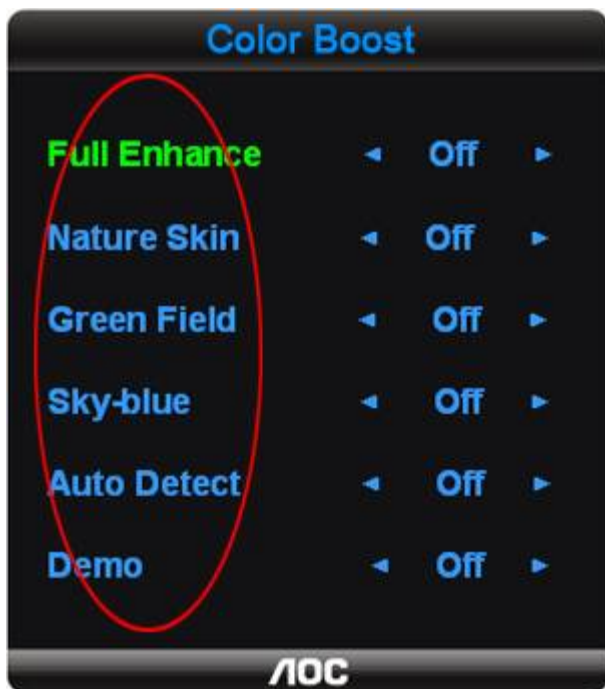 Color Boost
Full Enhance Off
Nature Skin Off
Green Field Off
Sky-blue Off
Auto Detect Off
Demo Off
AOC